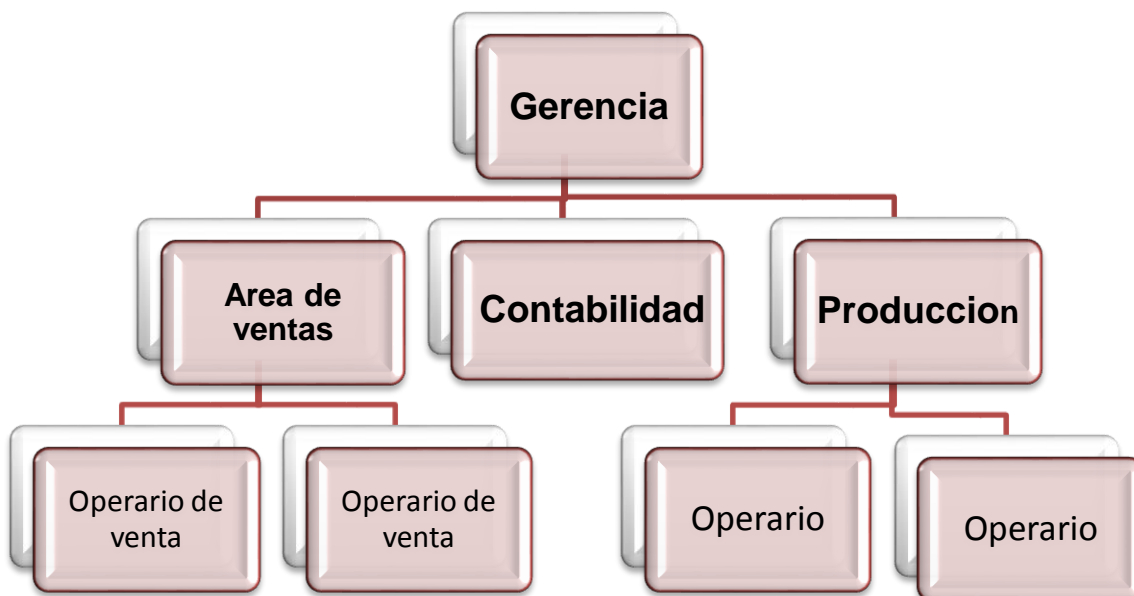 Gerencia
Area de
ventas
Contabilidad
Produccion
Operario de
venta
Operario de
venta
Operario
Operario